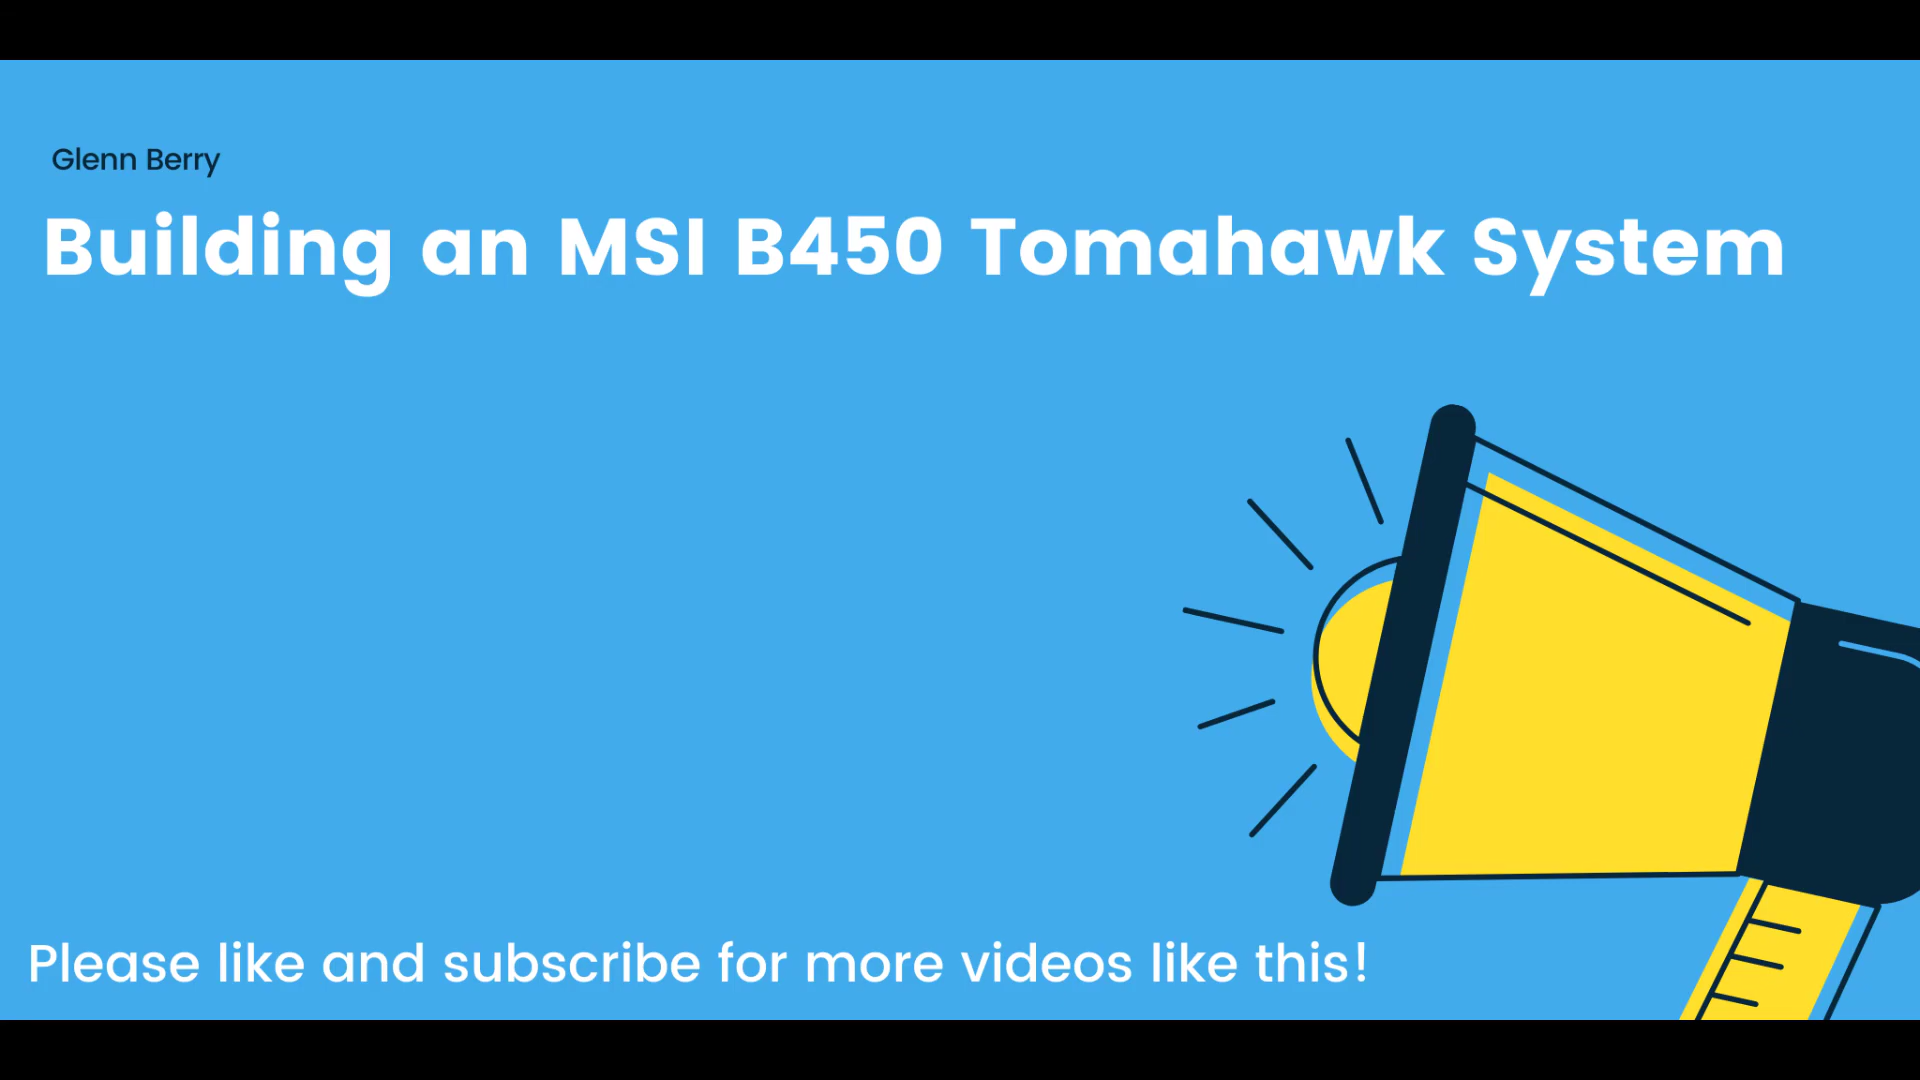 Glenn Berry
Building an MSI B450 Tomahawk System
Please like and subscribe for more videos like this!